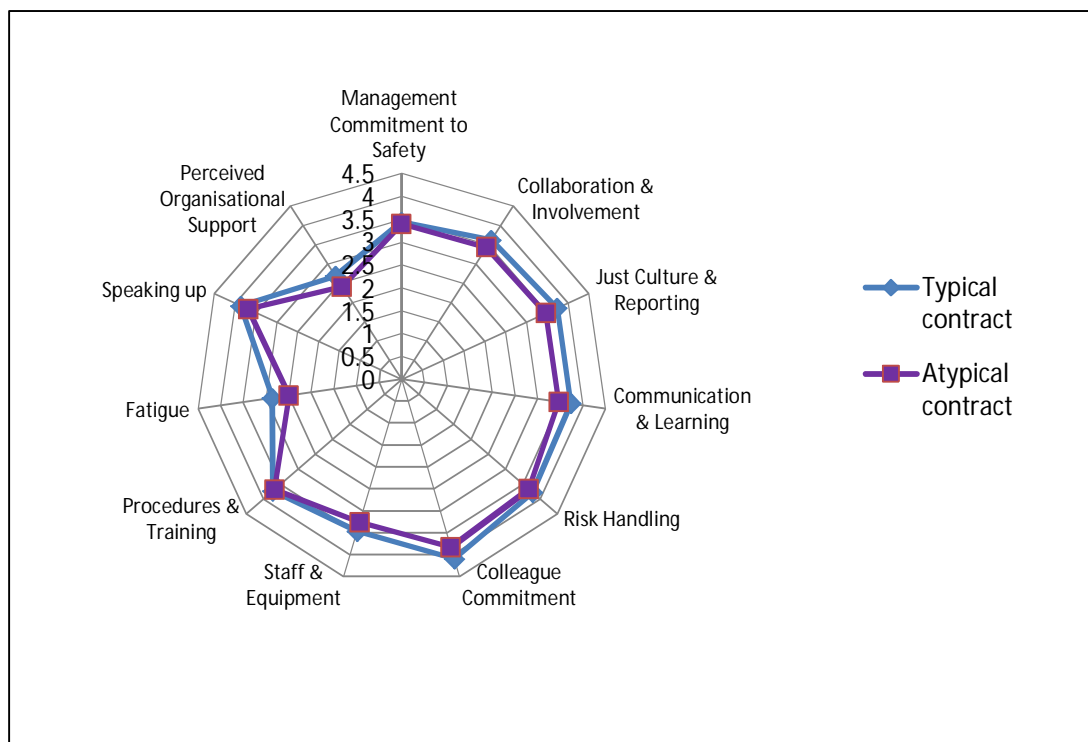 Management
Commitment to
Safety
Collaboration &
Involvement
Just Culture &
Reporting
Communication
& Learning
Risk Handling
Colleague
Commitment
Staff &
Equipment
Procedures &
Training
Fatigue
Speaking up
Perceived
Organisational
Support
4.5
4
3.5
3
2.5
2
1.5
1
0.5
0
Typical
contract
Atypical
contract